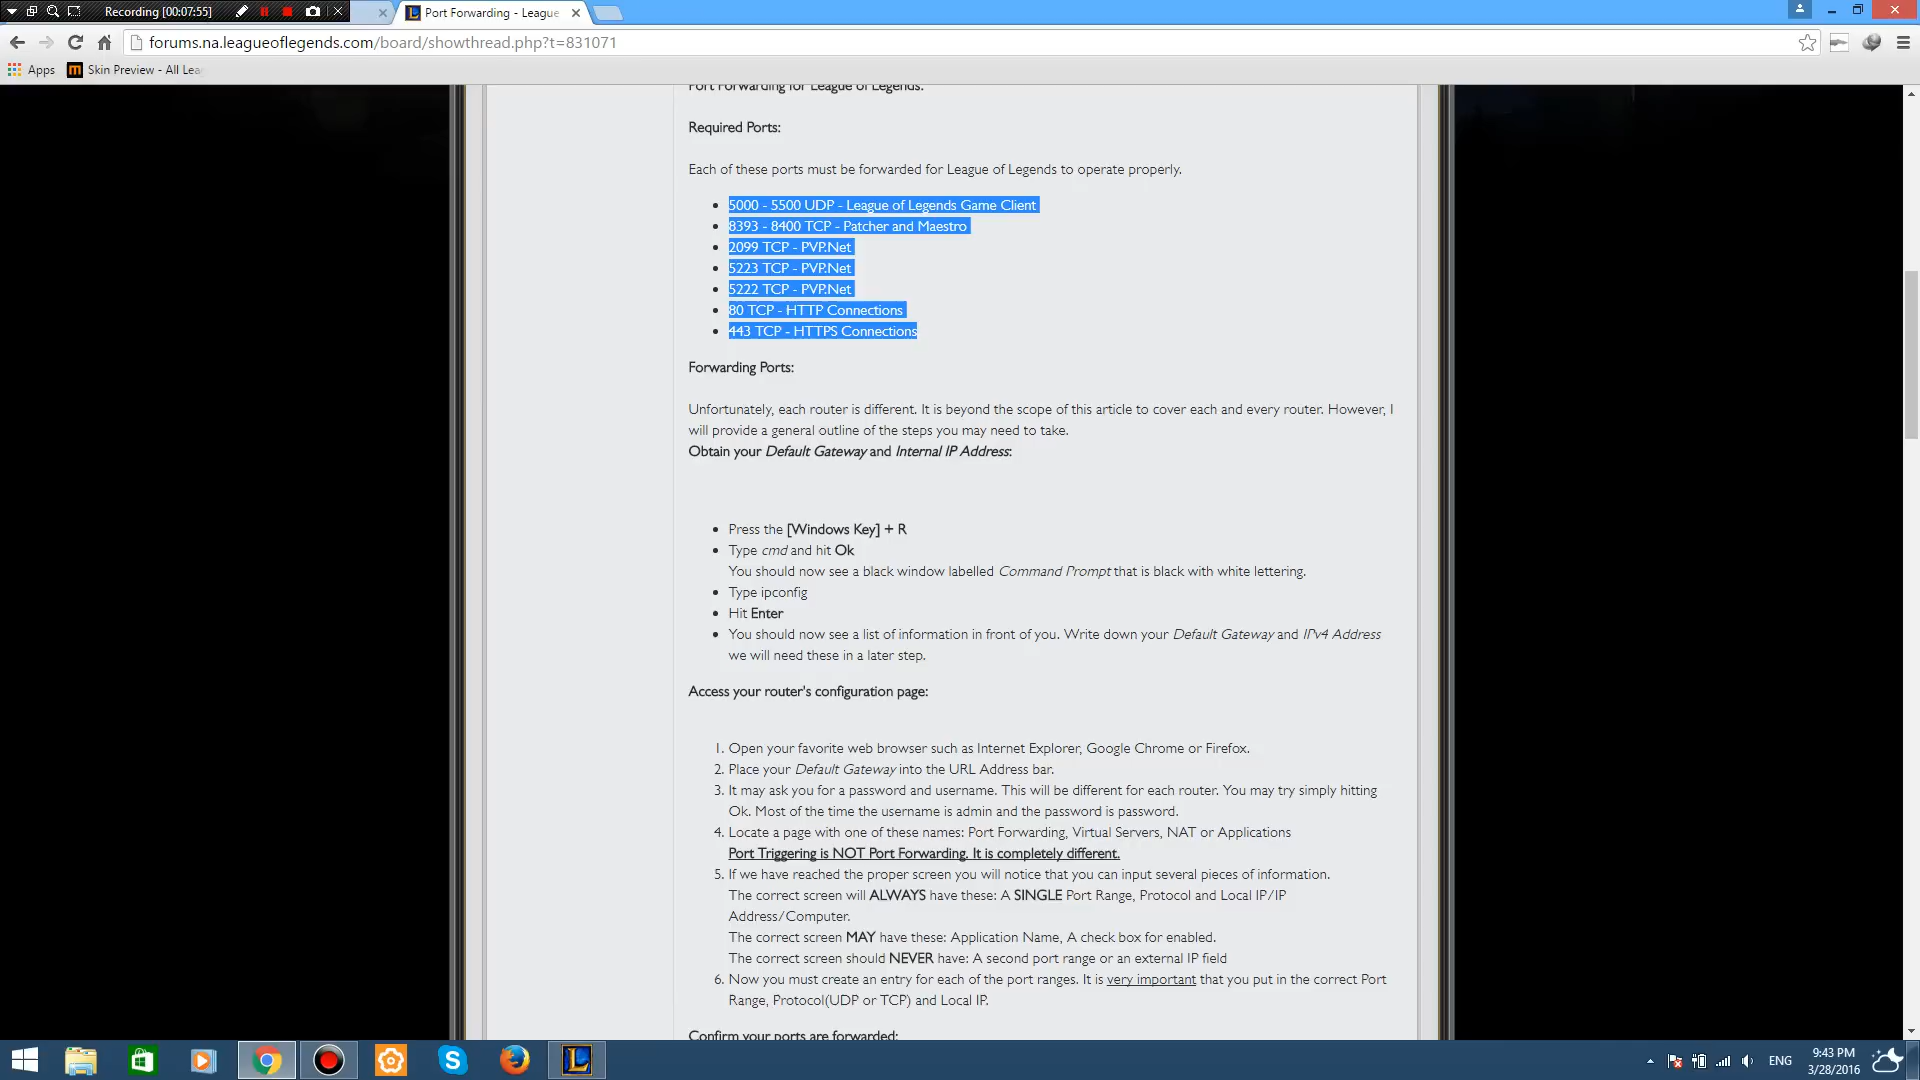 Recording [00:07:55]
Port Forwarding - League
forums.na.leagueoflegends.com/board/showthread.php?t=831071
Apps
Skin Preview - All Lea
Port Forwarding for League of Legends:
Required Ports:
Each of these ports must be forwarded for League of Legends to operate properly.
5000 - 5500 UDP - League of Legends Game Client
8393 - 8400 TCP - Patcher and Maestro
2099 TCP - PVP.Net
5223 TCP - PVP.Net
5222 TCP - PVP.Net
80 TCP - HTTP Connections
443 TCP - HTTPS Connections
Forwarding Ports:
Unfortunately, each router is different. It is beyond the scope of this article to cover each and every router. However, I
will provide a general outline of the steps you may need to take.
Obtain your Default Gateway and Internal IP Address:
Press the [Windows Key] + R
Type cmd and hit Ok
You should now see a black window labelled Command Prompt that is black with white lettering.
Type ipconfig
Hit Enter
You should now see a list of information in front of you. Write down your Default Gateway and IPv4 Address
we will need these in a later step.
Access your router's configuration page:
1. Open your favorite web browser such as Internet Explorer, Google Chrome or Firefox.
2. Place your Default Gateway into the URL Address bar.
3. It may ask you for a password and username. This will be different for each router. You may try simply hitting
Ok. Most of the time the username is admin and the password is password.
4. Locate a page with one of these names: Port Forwarding, Virtual Servers, NAT or Applications
Port Triggering is NOT Port Forwarding. It is completely different.
5. If we have reached the proper screen you will notice that you can input several pieces of information.
The correct screen will ALWAYS have these: A SINGLE Port Range, Protocol and Local IP/IP
Address/Computer.
The correct screen MAY have these: Application Name, A check box for enabled.
The correct screen should NEVER have: A second port range or an external IP field
6. Now you must create an entry for each of the port ranges. It is very important that you put in the correct Port
Range, Protocol(UDP or TCP) and Local IP.
Confirm your ports are forwarded:
ENG
9:43 PM
3/28/2016